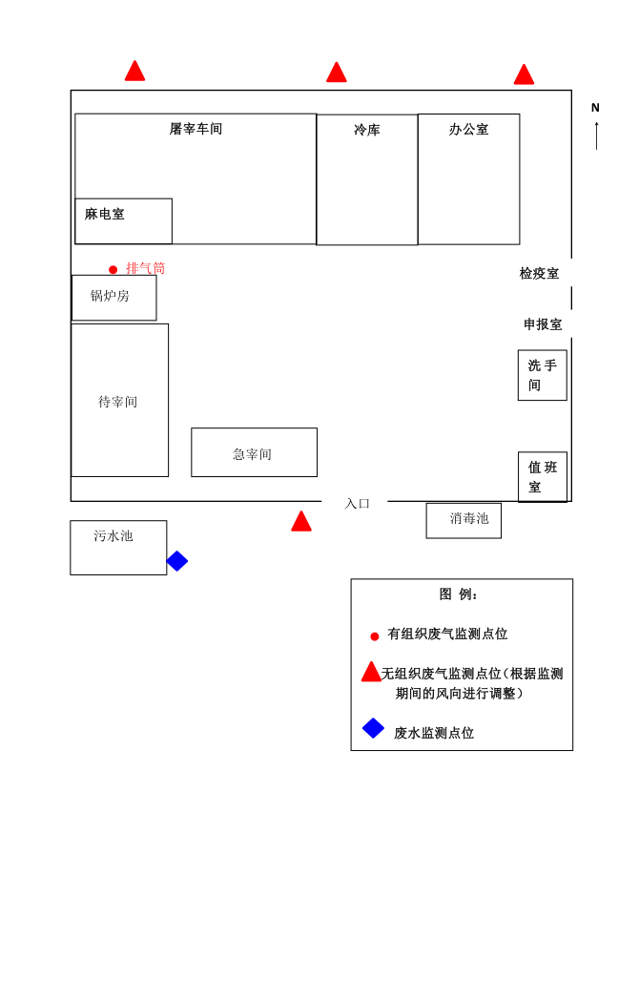 N
屠宰车间
冷库
办公室
麻电室
排气筒
检疫室
锅炉房
申报室
洗手
间
待宰间
急宰间
值班
室
入口
消毒池
污水池
图 例：
有组织废气监测点位
无组织废气监测点位（根据监测
期间的风向进行调整）
废水监测点位